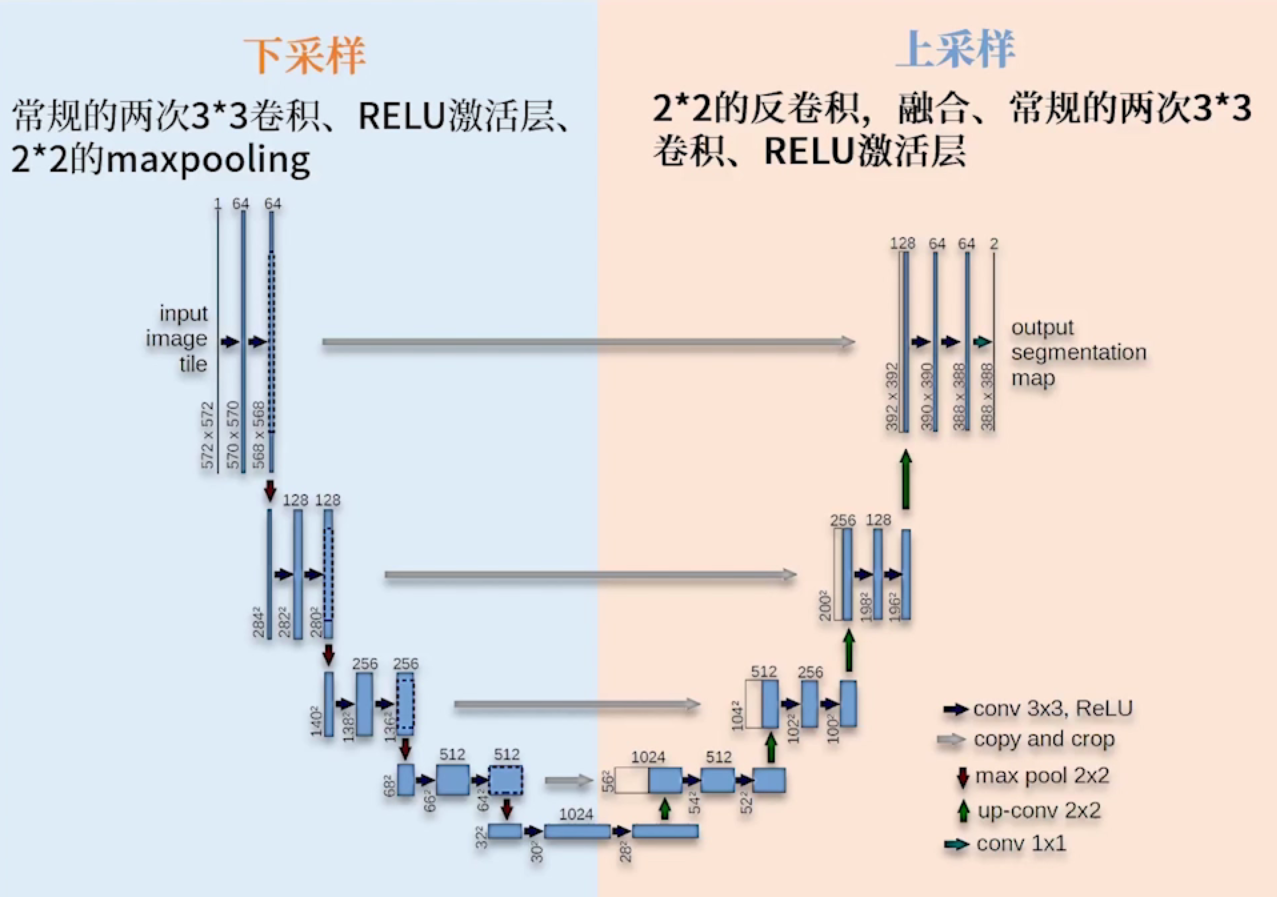 下采样
常规的两次3*3卷积、RELU激活层、
2*2的maxpooling
上采样
2*2的反卷积，融合、常规的两次3*3
卷积、RELU激活层
1 64 64
input
image
tile
572 x 572
570 x 570
568 x 568
128 64 64 2
392 x 392
390 x 390
388 x 388
388 x 388
output
segmentation
map
128 128
284²
282²
280²
256 128
200²
198²
196²
256 256
140²
138²
136²
512 256
104²
102²
100²
512 512
68²
66²
64²
1024 512
56²
54²
52²
1024
32²
30²
28²
conv 3x3, ReLU
copy and crop
max pool 2x2
up-conv 2x2
conv 1x1